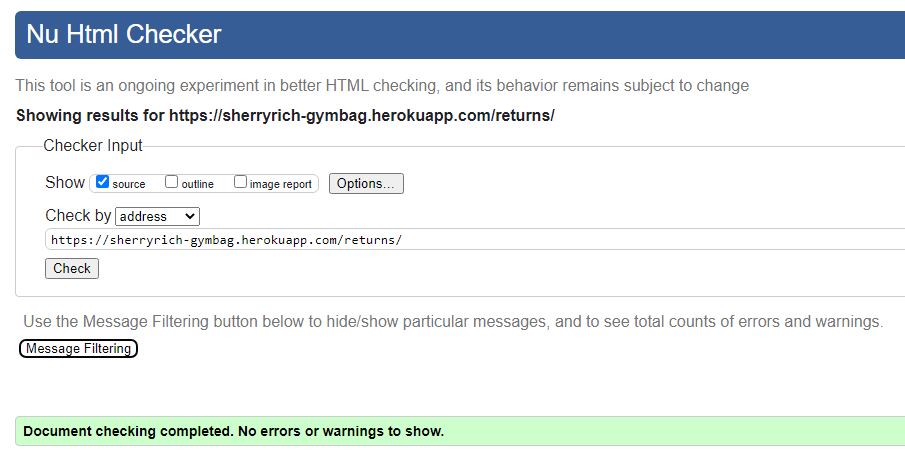 Nu Html Checker
This tool is an ongoing experiment in better HTML checking, and its behavior remains subject to change
Showing results for https://sherryrich-gymbag.herokuapp.com/returns/
Checker Input
Show source outline image report Options...
Check by address
https://sherryrich-gymbag.herokuapp.com/returns/
Check
Use the Message Filtering button below to hide/show particular messages, and to see total counts of errors and warnings.
Message Filtering
Document checking completed. No errors or warnings to show.